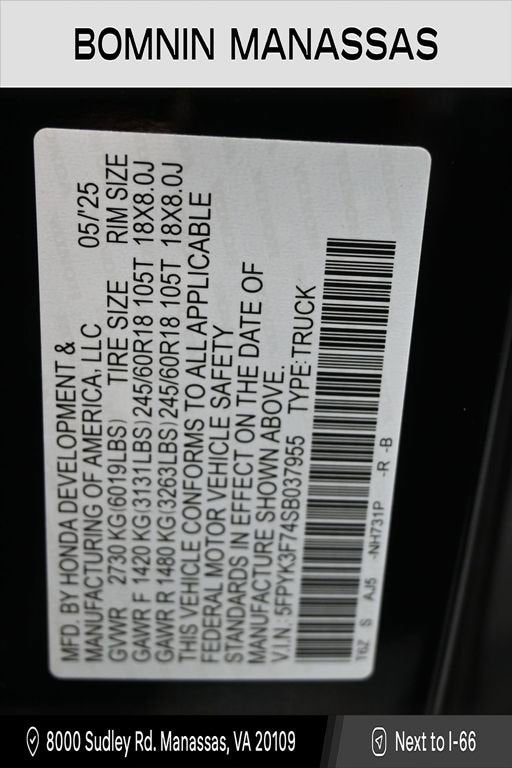 BOMNIN MANASSAS
MFD. BY HONDA DEVELOPMENT & 05/'25
MANUFACTURING OF AMERICA, LLC
GVWR 2730 KG(6019LBS) TIRE SIZE RIM SIZE
GAWR F 1420 KG(3131LBS) 245/60R18 105T 18X8.0J
GAWR R 1480 KG(3263LBS) 245/60R18 105T 18X8.0J
THIS VEHICLE CONFORMS TO ALL APPLICABLE
FEDERAL MOTOR VEHICLE SAFETY
STANDARDS IN EFFECT ON THE DATE OF
MANUFACTURE SHOWN ABOVE.
V.I.N.: 5FPYK3F74SB037955 TYPE:TRUCK
T6Z S AJ5 -NH731P -R -B
8000 Sudley Rd. Manassas, VA 20109
Next to I-66